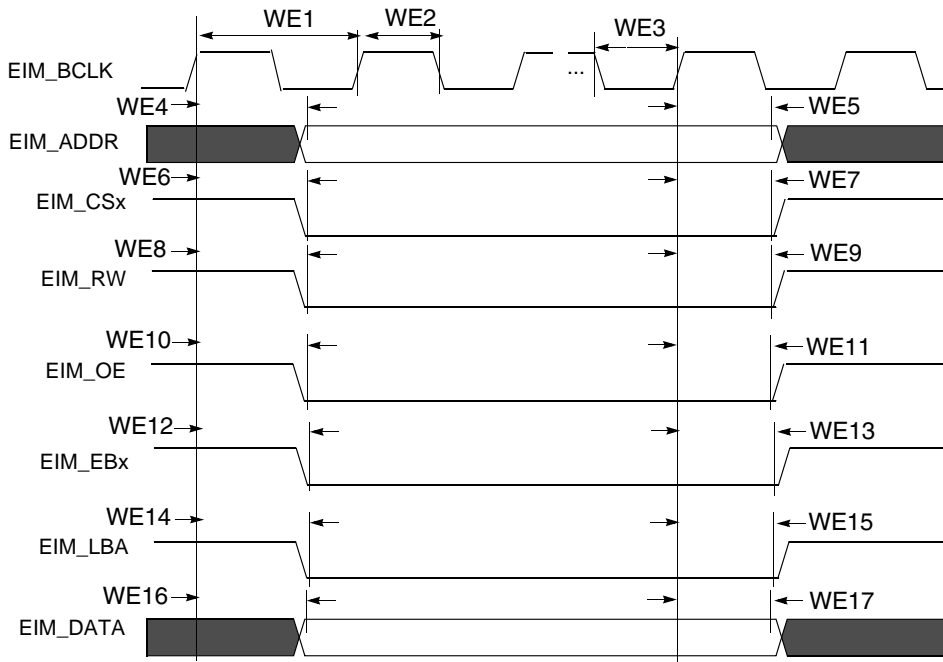 WE1
WE2
WE3
EIM_BCLK
...
WE4
WE5
EIM_ADDR
WE6
WE7
EIM_CSx
WE8
WE9
EIM_RW
WE10
WE11
EIM_OE
WE12
WE13
EIM_EBx
WE14
WE15
EIM_LBA
WE16
WE17
EIM_DATA